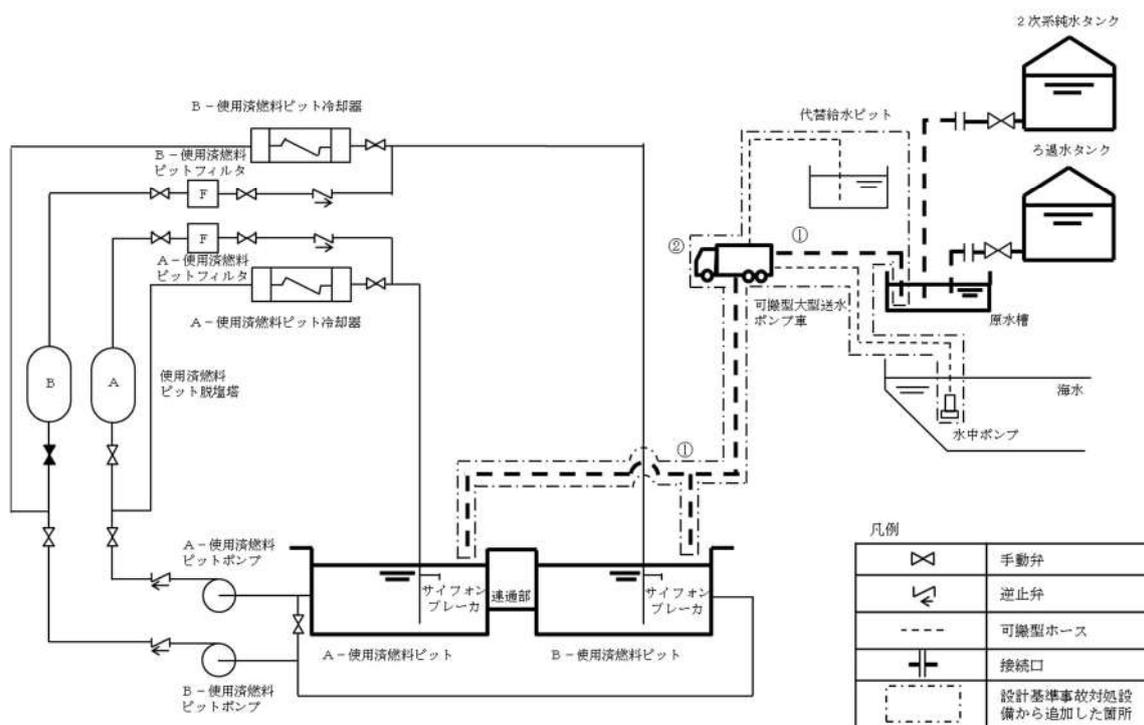 2次系純水タンク
B-使用済燃料ピット冷却器
代替給水ピット
B-使用済燃料
ピットフィルタ
F
ろ過水タンク
F
A-使用済燃料
ピットフィルタ
②
①
A-使用済燃料ピット冷却器
可搬型大型送水
ポンプ車
原水槽
B
A
使用済燃料
ピット脱塩塔
海水
水中ポンプ
①
A-使用済燃料
ピットポンプ
サイフォン
ブレーカ
連通部
サイフォン
ブレーカ
A-使用済燃料ピット
B-使用済燃料ピット
B-使用済燃料
ピットポンプ
凡例
手動弁
逆止弁
可搬型ホース
接続口
設計基準事故対処設
備から追加した箇所